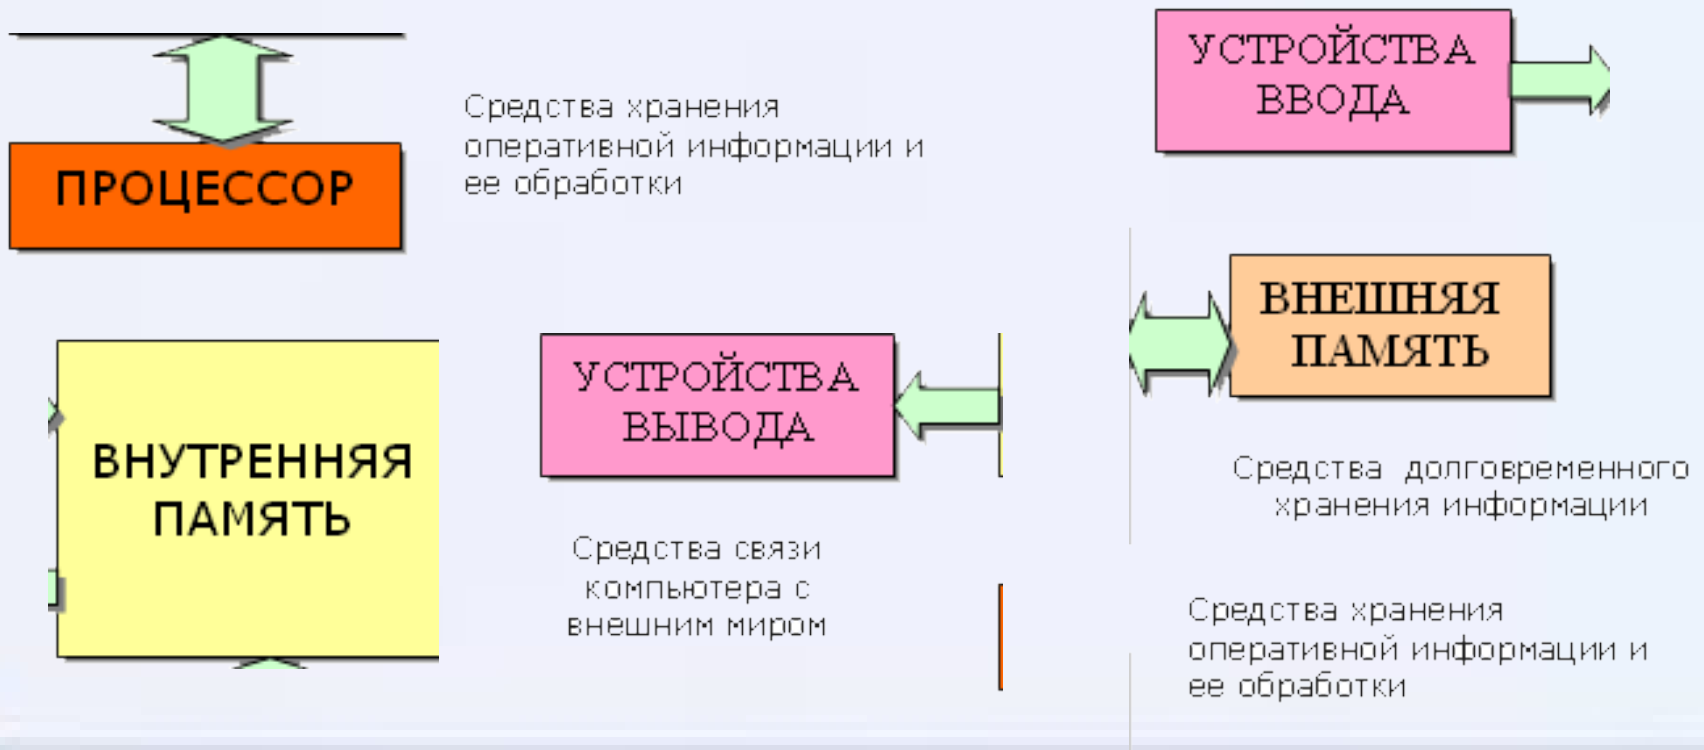 ПРОЦЕССОР
Средства хранения
оперативной информации и
ее обработки
УСТРОЙСТВА
ВВОДА
ВНУТРЕННЯЯ
ПАМЯТЬ
УСТРОЙСТВА
ВЫВОДА
Средства связи
компьютера с
внешним миром
ВНЕШНЯЯ
ПАМЯТЬ
Средства долговременного
хранения информации
Средства хранения
оперативной информации и
ее обработки